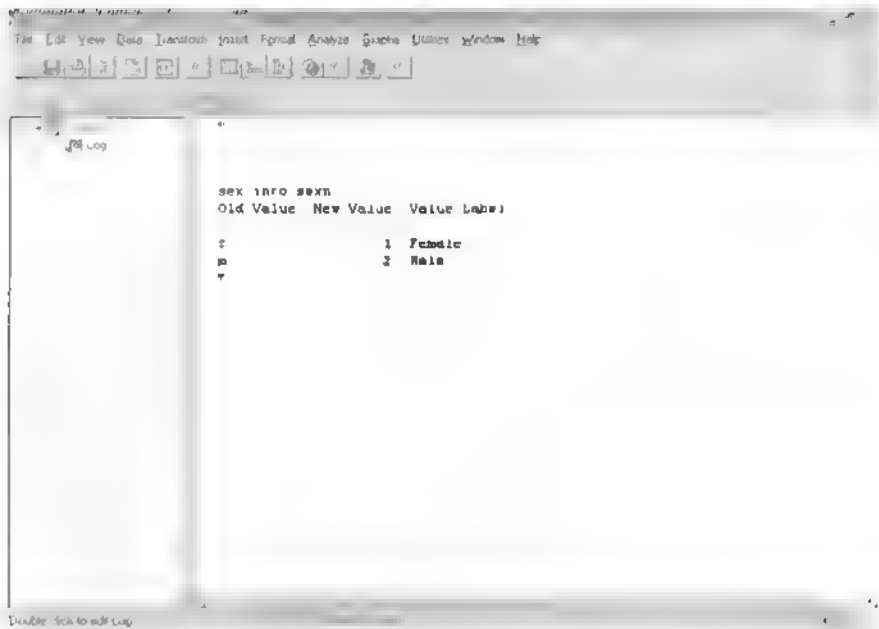 Edit View Data Transform Insert Format Analyze Graphs Utilities Window Help
Log
sex into sexn
Old Value New Value Value Label
f 1 Female
m 2 Male
Double click to edit Log